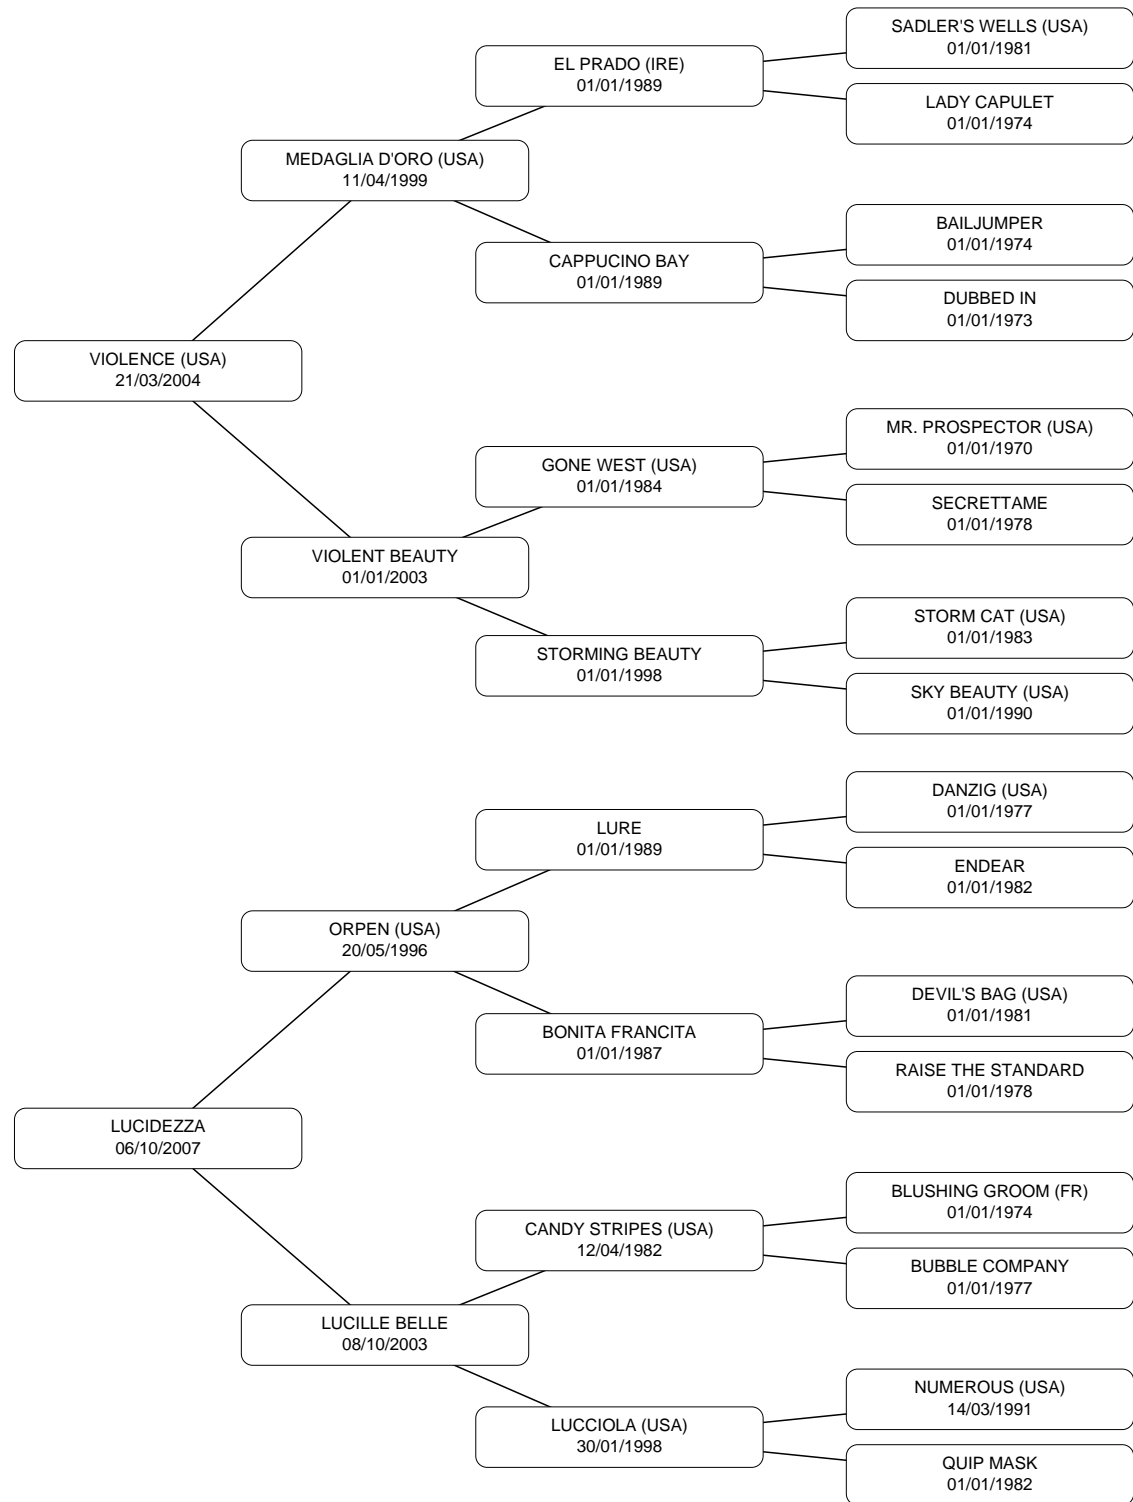 SADLER'S WELLS (USA)
01/01/1981
EL PRADO (IRE)
01/01/1989
LADY CAPULET
01/01/1974
MEDAGLIA D'ORO (USA)
11/04/1999
BAILJUMPER
01/01/1974
CAPPUCINO BAY
01/01/1989
DUBBED IN
01/01/1973
VIOLENCE (USA)
21/03/2004
MR. PROSPECTOR (USA)
01/01/1970
GONE WEST (USA)
01/01/1984
SECRETTAME
01/01/1978
VIOLENT BEAUTY
01/01/2003
STORM CAT (USA)
01/01/1983
STORMING BEAUTY
01/01/1998
SKY BEAUTY (USA)
01/01/1990
DANZIG (USA)
01/01/1977
LURE
01/01/1989
ENDEAR
01/01/1982
ORPEN (USA)
20/05/1996
DEVIL'S BAG (USA)
01/01/1981
BONITA FRANCITA
01/01/1987
RAISE THE STANDARD
01/01/1978
LUCIDEZZA
06/10/2007
BLUSHING GROOM (FR)
01/01/1974
CANDY STRIPES (USA)
12/04/1982
BUBBLE COMPANY
01/01/1977
LUCILLE BELLE
08/10/2003
NUMEROUS (USA)
14/03/1991
LUCCIOLA (USA)
30/01/1998
QUIP MASK
01/01/1982